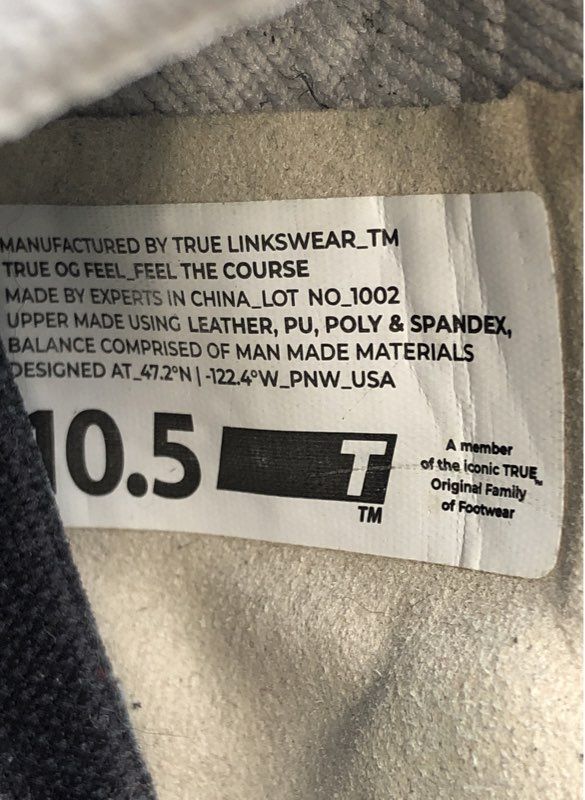 MANUFACTURED BY TRUE LINKSWEAR_TM
TRUE OG FEEL_FEEL THE COURSE
MADE BY EXPERTS IN CHINA_LOT NO_1002
UPPER MADE USING LEATHER, PU, POLY & SPANDEX,
BALANCE COMPRISED OF MAN MADE MATERIALS
DESIGNED AT_47.2°N | -122.4°W_PNW_USA
10.5
T
TM
A member
of the iconic TRUE
TM
Original Family
of Footwear